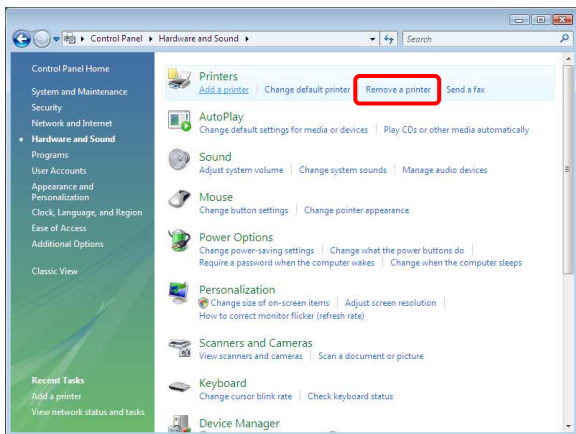 Control Panel Hardware and Sound Search
Control Panel Home
System and Maintenance
Security
Network and Internet
Hardware and Sound
Programs
User Accounts
Appearance and
Personalization
Clock, Language, and Region
Ease of Access
Additional Options
Classic View
Recent Tasks
Add a printer
View network status and tasks
Printers
Add a printer Change default printer Remove a printer Send a fax
AutoPlay
Change default settings for media or devices Play CDs or other media automatically
Sound
Adjust system volume Change system sounds Manage audio devices
Mouse
Change button settings Change pointer appearance
Power Options
Change power-saving settings Change what the power buttons do
Require a password when the computer wakes Change when the computer sleeps
Personalization
Change size of on-screen items Adjust screen resolution
How to correct monitor flicker (refresh rate)
Scanners and Cameras
View scanners and cameras Scan a document or picture
Keyboard
Change cursor blink rate Check keyboard status
Device Manager